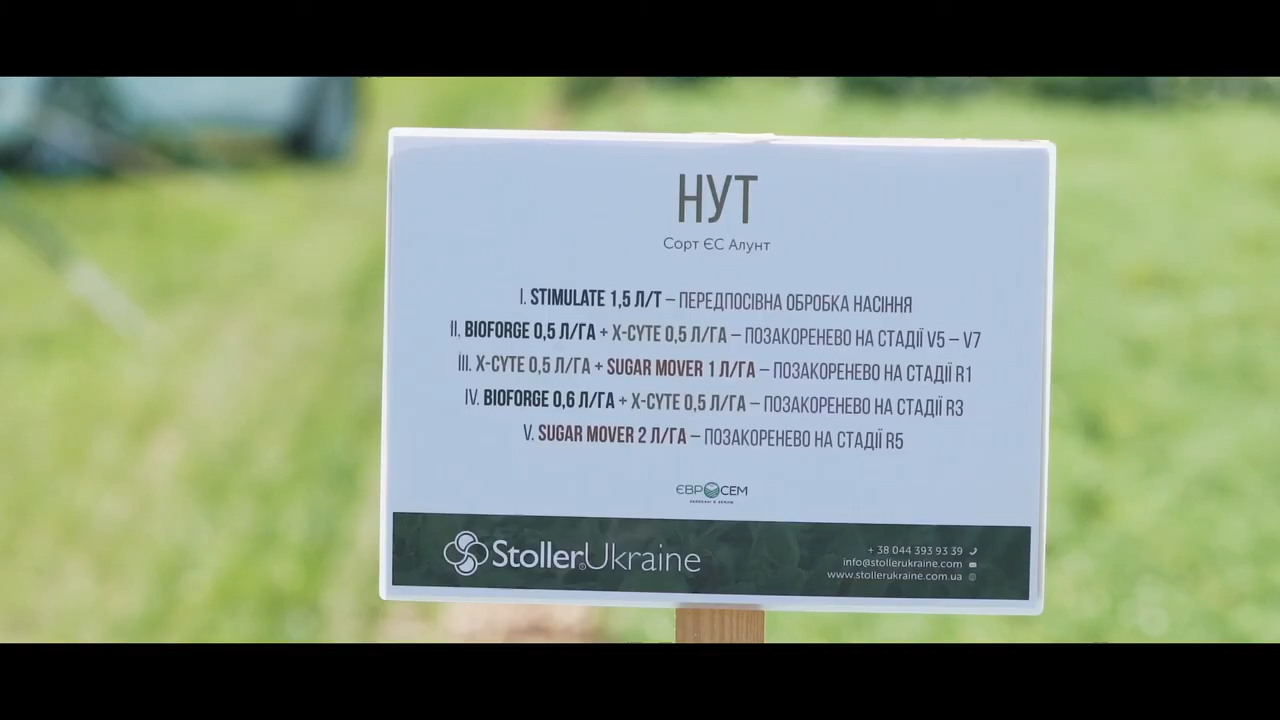 НУТ
Сорт ЄС Алунт
I. STIMULATE 1,5 Л/Т – ПЕРЕДПОСІВНА ОБРОБКА НАСІННЯ
II. BIOFORGE 0,5 Л/ГА + X-CYTE 0,5 Л/ГА – ПОЗАКОРЕНЕВО НА СТАДІЇ V5 – V7
III. X-CYTE 0,5 Л/ГА + SUGAR MOVER 1 Л/ГА – ПОЗАКОРЕНЕВО НА СТАДІЇ R1
IV. BIOFORGE 0,6 Л/ГА + X-CYTE 0,5 Л/ГА – ПОЗАКОРЕНЕВО НА СТАДІЇ R3
V. SUGAR MOVER 2 Л/ГА – ПОЗАКОРЕНЕВО НА СТАДІЇ R5
ЄВРОСЕМ
Stoller Ukraine
+ 38 044 393 93 39
info@stollerukraine.com
www.stollerukraine.com.ua